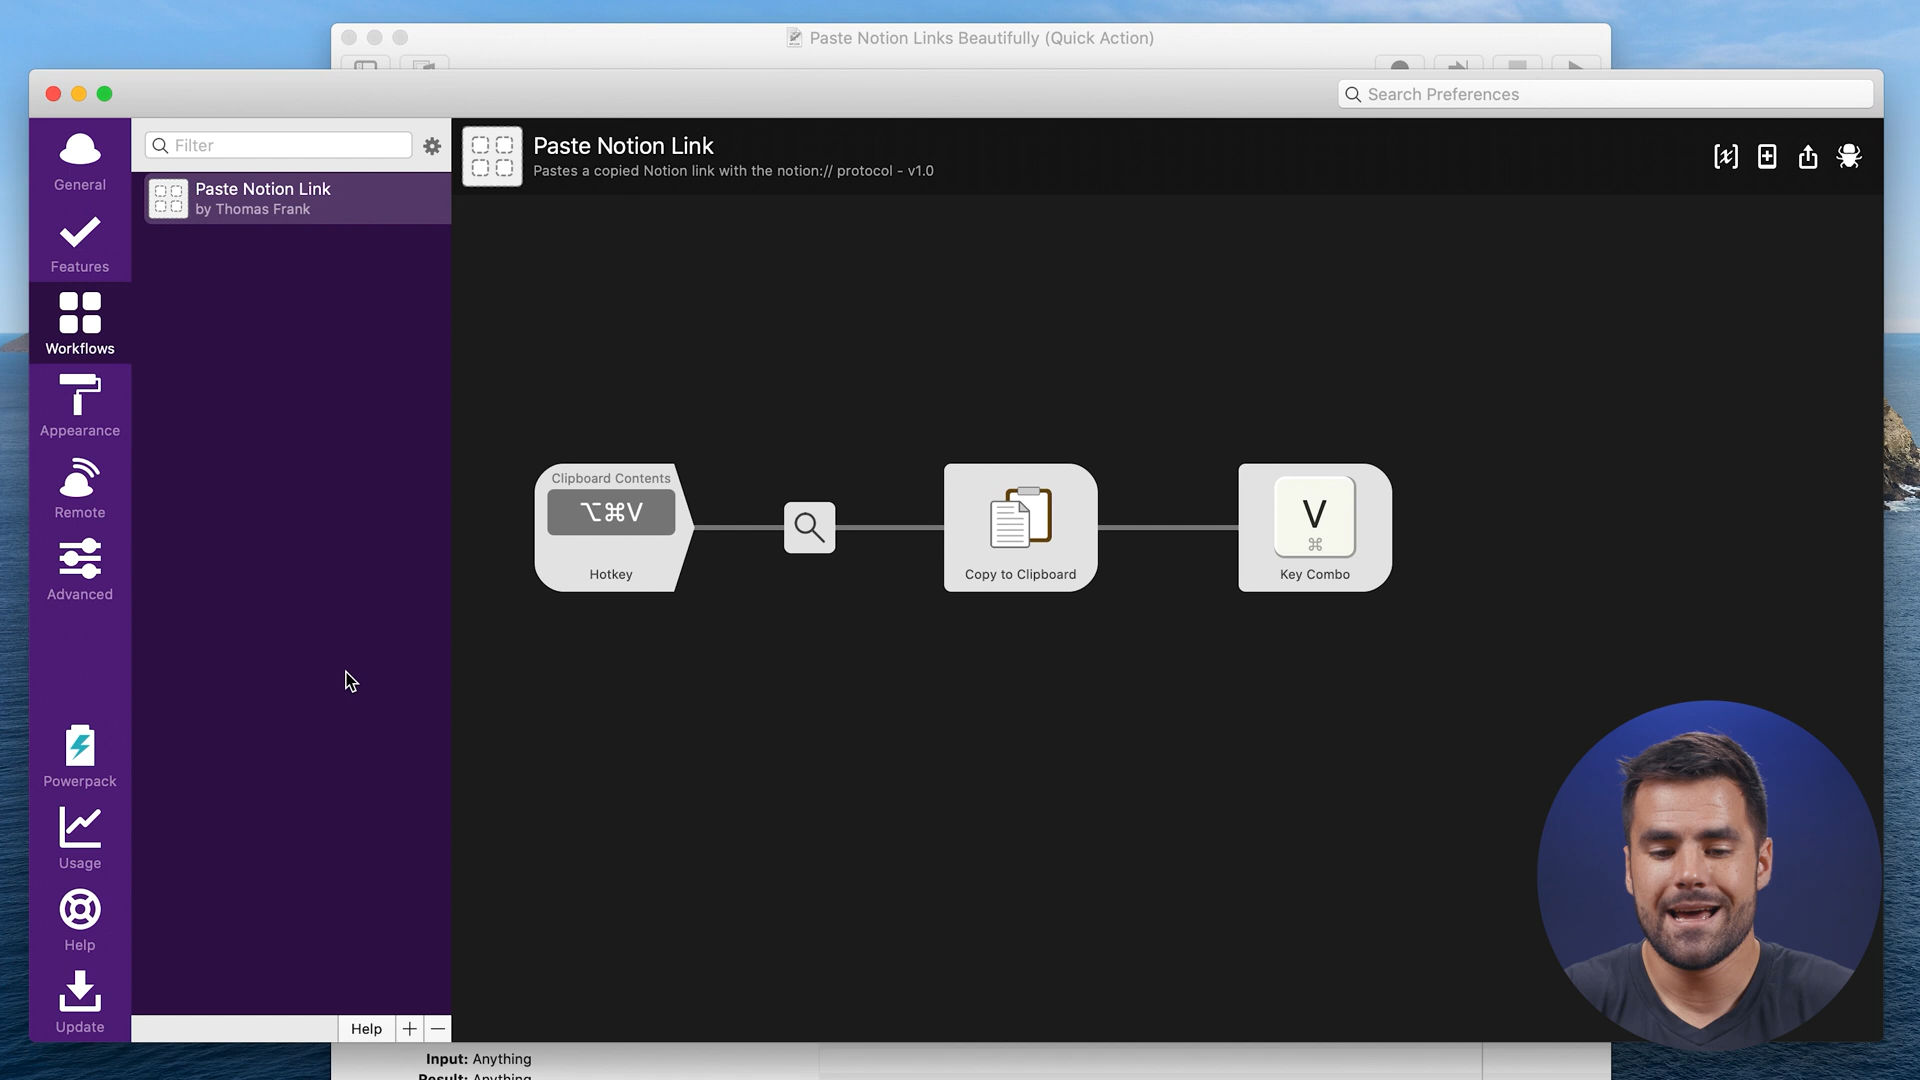 Paste Notion Links Beautifully (Quick Action)
Search Preferences
General
Features
Workflows
Appearance
Remote
Advanced
Powerpack
Usage
Help
Update
Filter
Paste Notion Link
by Thomas Frank
Help
Paste Notion Link
Pastes a copied Notion link with the notion:// protocol - v1.0
Clipboard Contents
⌥⌘V
Hotkey
Copy to Clipboard
V
⌘
Key Combo
Input: Anything
Result: Anything